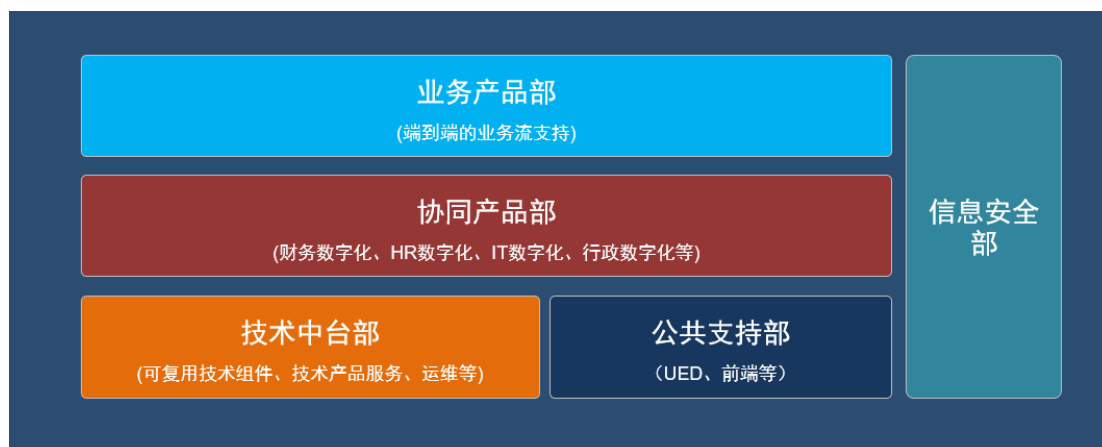 业务产品部
(端到端的业务流支持)
协同产品部
(财务数字化、HR数字化、IT数字化、行政数字化等)
技术中台部
(可复用技术组件、技术产品服务、运维等)
公共支持部
（UED、前端等）
信息安全
部